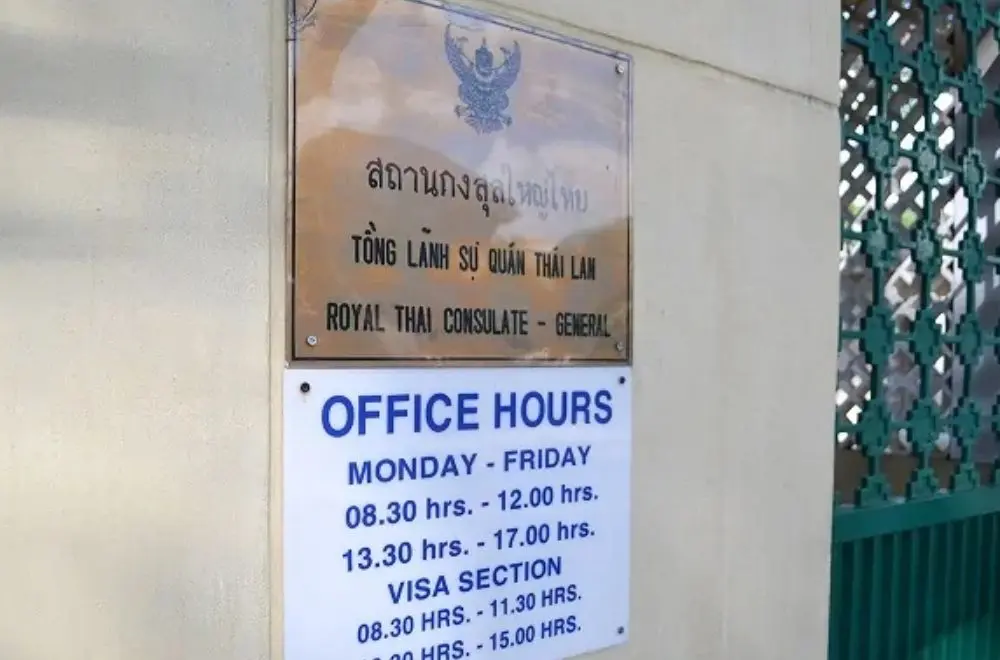 สถานกงสุลใหญ่ไทย
TỔNG LÃNH SỰ QUÁN THÁI LAN
ROYAL THAI CONSULATE - GENERAL
OFFICE HOURS
MONDAY - FRIDAY
08.30 hrs. - 12.00 hrs.
13.30 hrs. - 17.00 hrs.
VISA SECTION
08.30 HRS. - 11.30 HRS.
HRS. - 15.00 HRS.